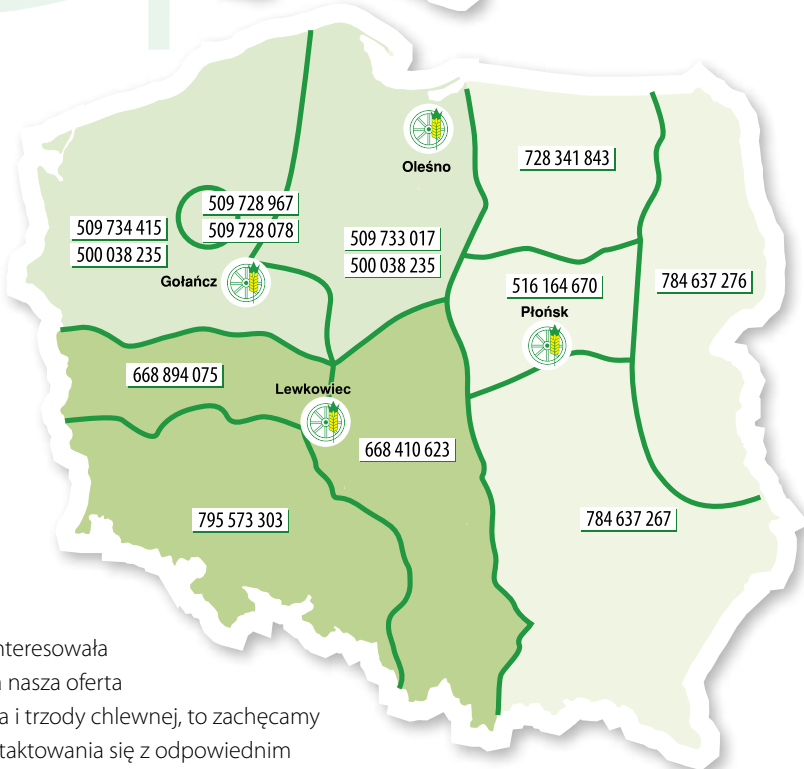 Oleśno
728 341 843
509 728 967
509 728 078
509 734 415
500 038 235
509 733 017
500 038 235
Gołańcz
516 164 670
784 637 276
Płońsk
668 894 075
Lewkowiec
668 410 623
795 573 303
784 637 267
nteresowała
nasza oferta
a i trzody chlewnej, to zachęcamy
taktowania się z odpowiednim